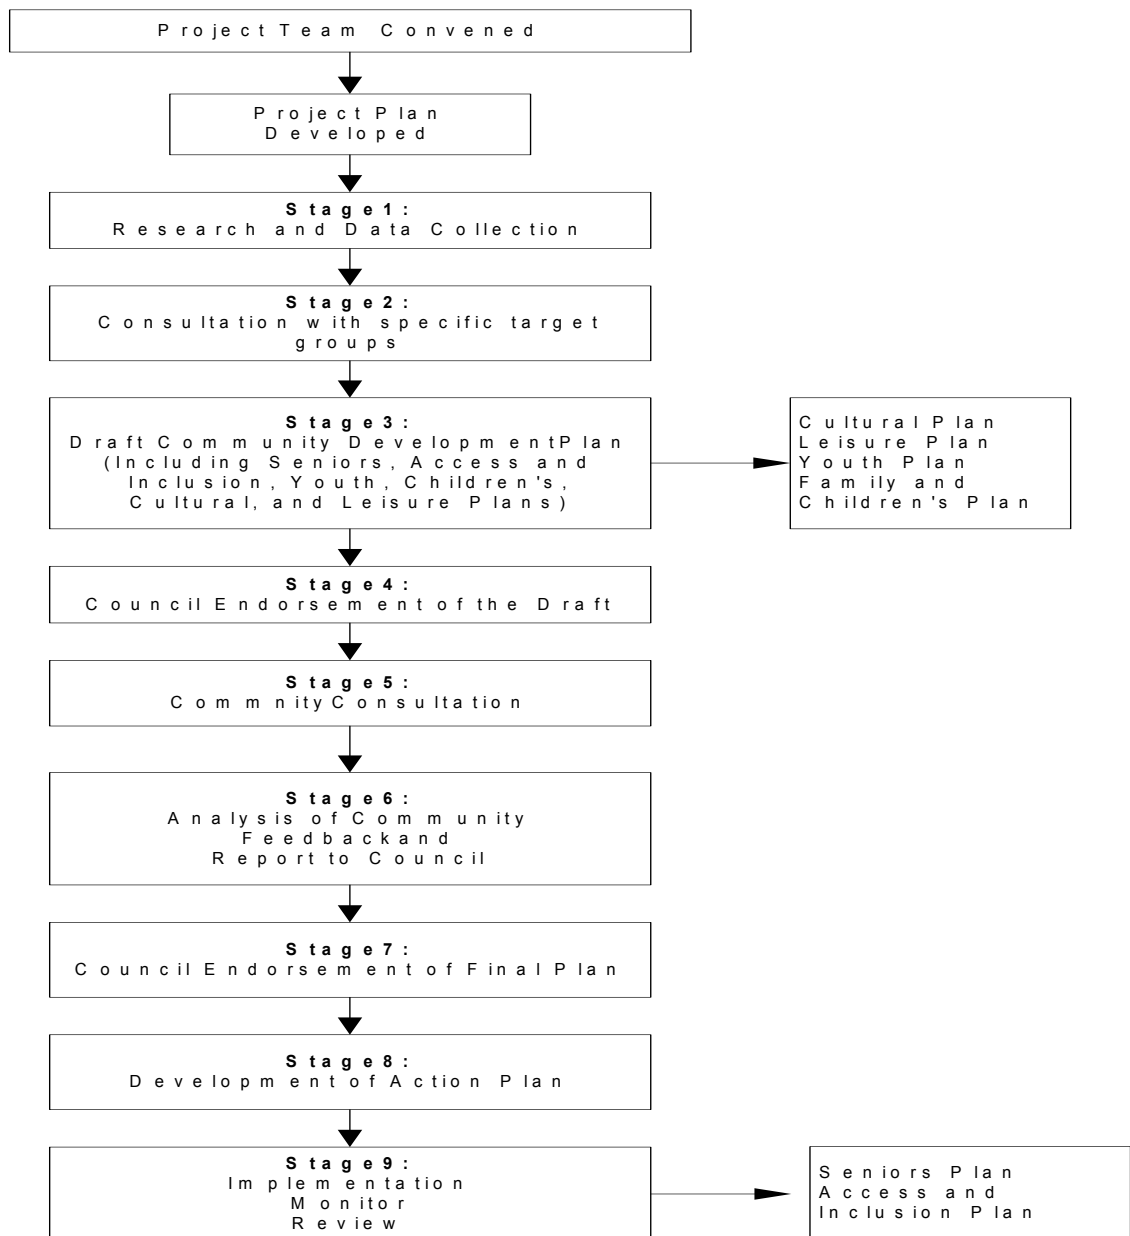 Project Team Convened
Project Plan
Developed
Stage 1:
Research and Data Collection
Stage 2:
Consultation with specific target
groups
Stage 3:
Draft Community Development Plan
(Including Seniors, Access and
Inclusion, Youth, Children's,
Cultural, and Leisure Plans)
Cultural Plan
Leisure Plan
Youth Plan
Family and
Children's Plan
Stage 4:
Council Endorsement of the Draft
Stage 5:
Commnity Consultation
Stage 6:
Analysis of Community
Feedback and
Report to Council
Stage 7:
Council Endorsement of Final Plan
Stage 8:
Development of Action Plan
Stage 9:
Implementation
Monitor
Review
Seniors Plan
Access and
Inclusion Plan